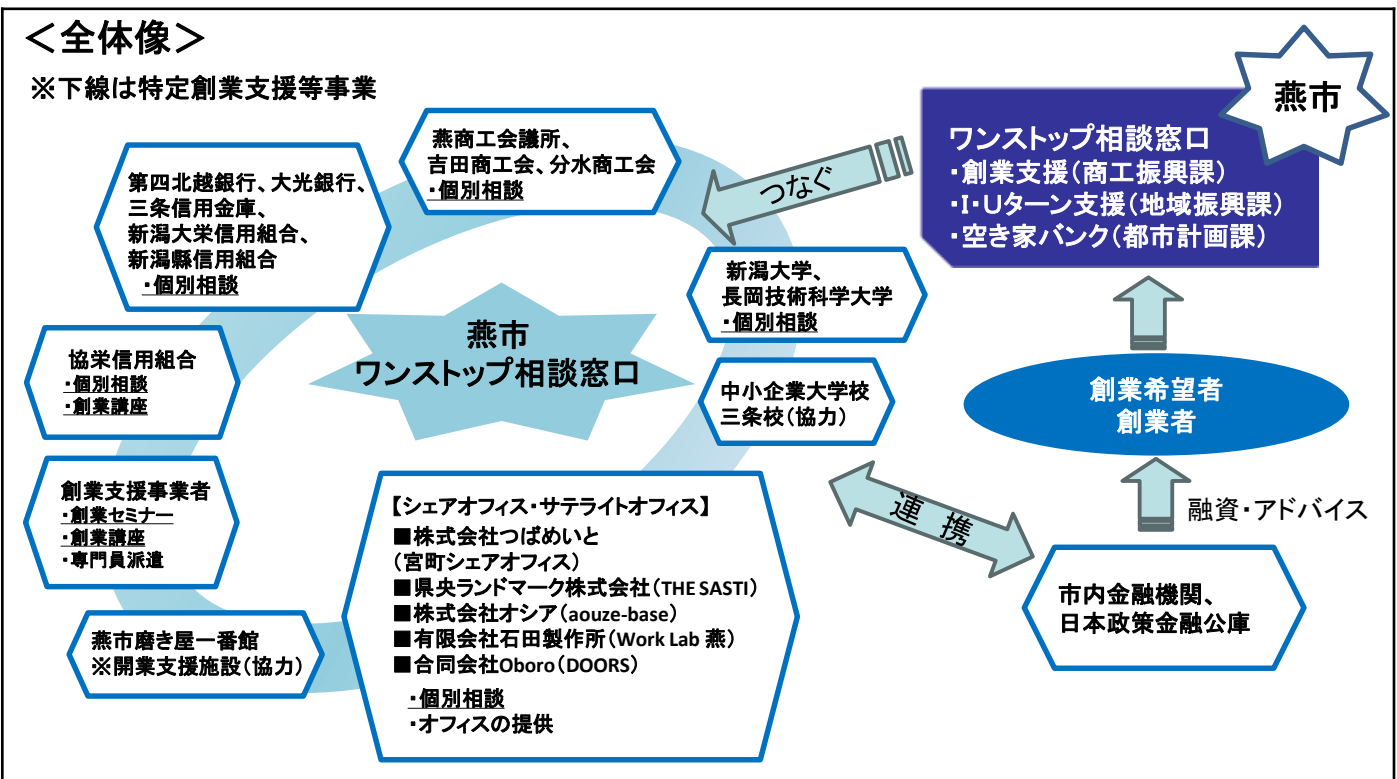 ＜全体像＞
※下線は特定創業支援等事業
燕市
ワンストップ相談窓口
・創業支援（商工振興課）
・I・Uターン支援（地域振興課）
・空き家バンク（都市計画課）
つなぐ
燕商工会議所、
吉田商工会、分水商工会
・個別相談
第四北越銀行、大光銀行、
三条信用金庫、
新潟大栄信用組合、
新潟縣信用組合
・個別相談
新潟大学、
長岡技術科学大学
・個別相談
燕市
ワンストップ相談窓口
協栄信用組合
・個別相談
・創業講座
中小企業大学校
三条校（協力）
創業希望者
創業者
創業支援事業者
・創業セミナー
・創業講座
・専門員派遣
【シェアオフィス・サテライトオフィス】
■株式会社つばめいと
（宮町シェアオフィス）
■県央ランドマーク株式会社（THE SASTI）
■株式会社オシア（aouze-base）
■有限会社石田製作所（Work Lab 燕）
■合同会社Oboro（DOORS）
・個別相談
・オフィスの提供
連 携
融資・アドバイス
市内金融機関、
日本政策金融公庫
燕市磨き屋一番館
※開業支援施設（協力）